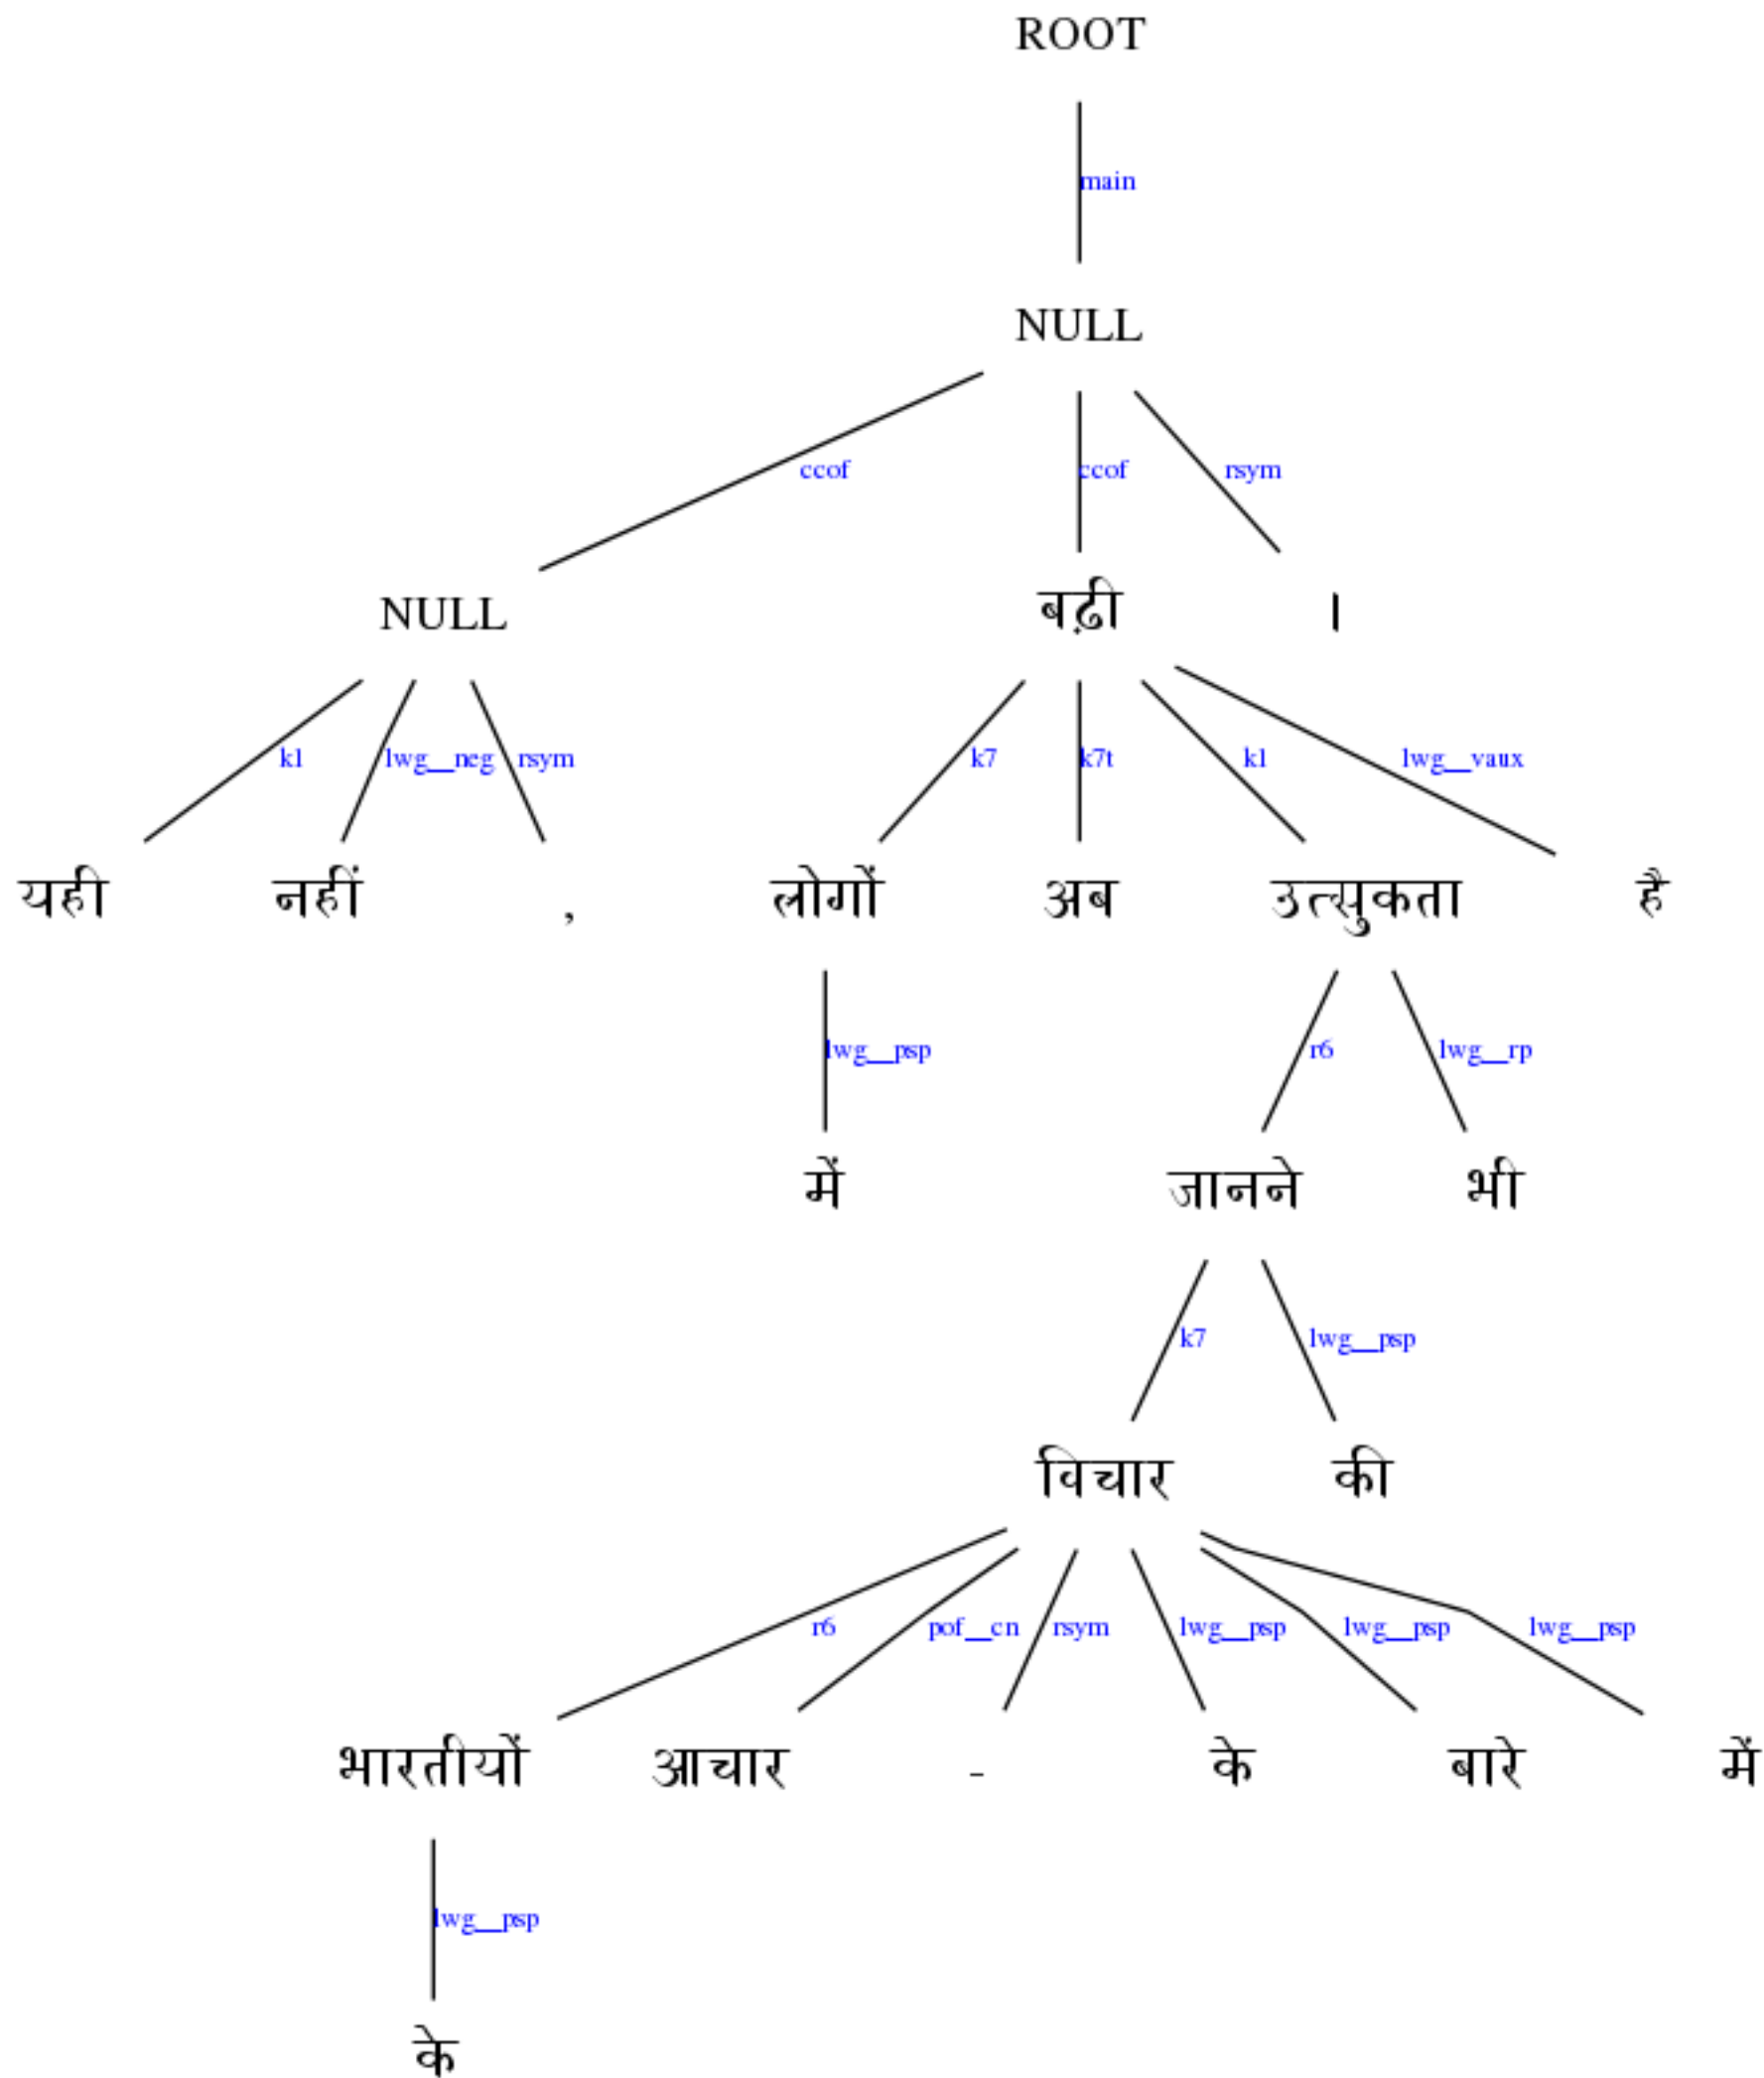 ROOT
main
NULL
ccof ccof rsym
NULL बढ़ी ।
k1 lwg__neg rsym k7 k7t k1 lwg__vaux
यही नहीं , लोगों अब उत्सुकता है
lwg__psp r6 lwg__rp
में जानने भी
k7 lwg__psp
विचार की
r6 pof__cn rsym lwg__psp lwg__psp lwg__psp
भारतीयों आचार - के बारे में
lwg__psp
के